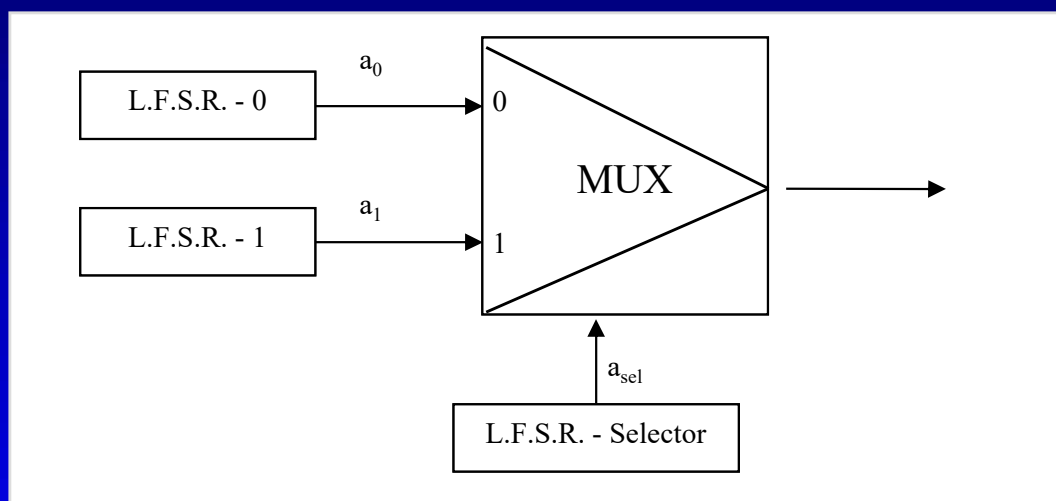 a₀
L.F.S.R. - 0
0
MUX
a₁
L.F.S.R. - 1
1
aₛₑₗ
L.F.S.R. - Selector